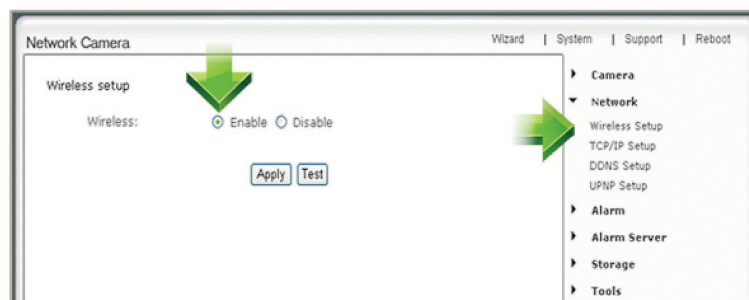 Network Camera
Wizard | System | Support | Reboot
Wireless setup
Wireless: Enable Disable
Apply Test
Camera
Network
Wireless Setup
TCP/IP Setup
DDNS Setup
UPNP Setup
Alarm
Alarm Server
Storage
Tools